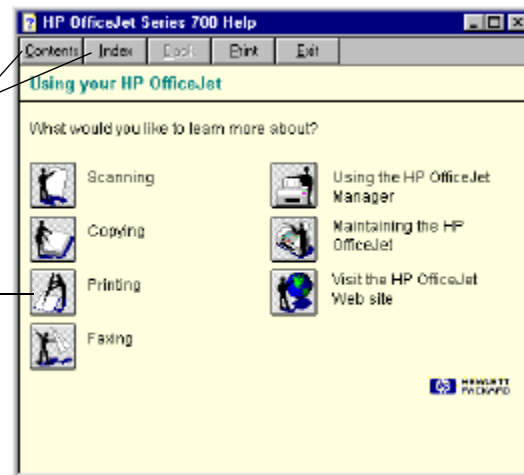 HP OfficeJet Series 700 Help
Contents Index Back Print Exit
Using your HP OfficeJet
What would you like to learn more about?
Scanning
Copying
Printing
Faxing
Using the HP OfficeJet
Manager
Maintaining the HP
OfficeJet
Visit the HP OfficeJet
Web site
HEWLETT
PACKARD